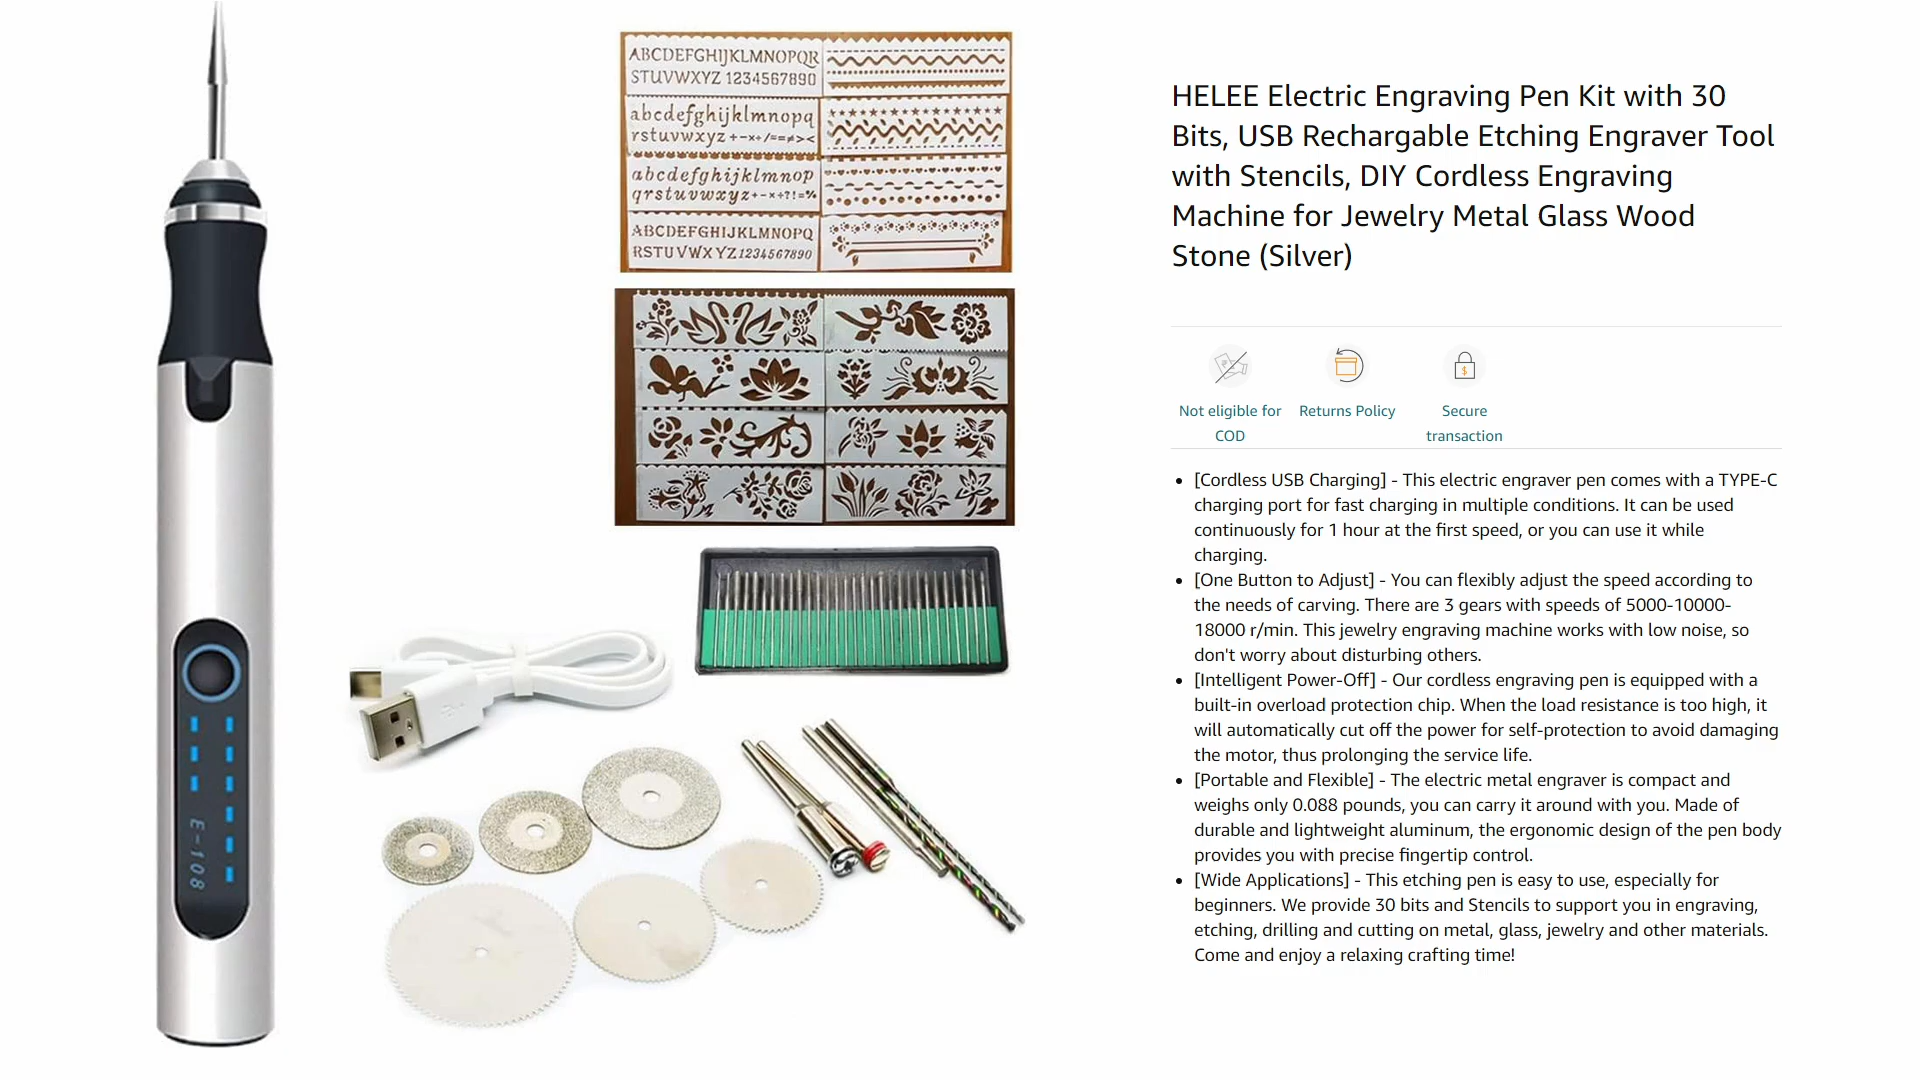 ABCDEFGHIJKLMNOPQR
STUVWXYZ 1234567890
abcdefghijklmnopq
rstuvwxyz +-×÷/=≠><
abcdefghijklmnop
qrstuvwxyz+-×÷?!=%
ABCDEFGHIJKLMNOPQ
RSTUVWXYZ1234567890
E-108
HELEE Electric Engraving Pen Kit with 30
Bits, USB Rechargable Etching Engraver Tool
with Stencils, DIY Cordless Engraving
Machine for Jewelry Metal Glass Wood
Stone (Silver)
Not eligible for
COD
Returns Policy
Secure
transaction
• [Cordless USB Charging] - This electric engraver pen comes with a TYPE-C
charging port for fast charging in multiple conditions. It can be used
continuously for 1 hour at the first speed, or you can use it while
charging.
• [One Button to Adjust] - You can flexibly adjust the speed according to
the needs of carving. There are 3 gears with speeds of 5000-10000-
18000 r/min. This jewelry engraving machine works with low noise, so
don't worry about disturbing others.
• [Intelligent Power-Off] - Our cordless engraving pen is equipped with a
built-in overload protection chip. When the load resistance is too high, it
will automatically cut off the power for self-protection to avoid damaging
the motor, thus prolonging the service life.
• [Portable and Flexible] - The electric metal engraver is compact and
weighs only 0.088 pounds, you can carry it around with you. Made of
durable and lightweight aluminum, the ergonomic design of the pen body
provides you with precise fingertip control.
• [Wide Applications] - This etching pen is easy to use, especially for
beginners. We provide 30 bits and Stencils to support you in engraving,
etching, drilling and cutting on metal, glass, jewelry and other materials.
Come and enjoy a relaxing crafting time!